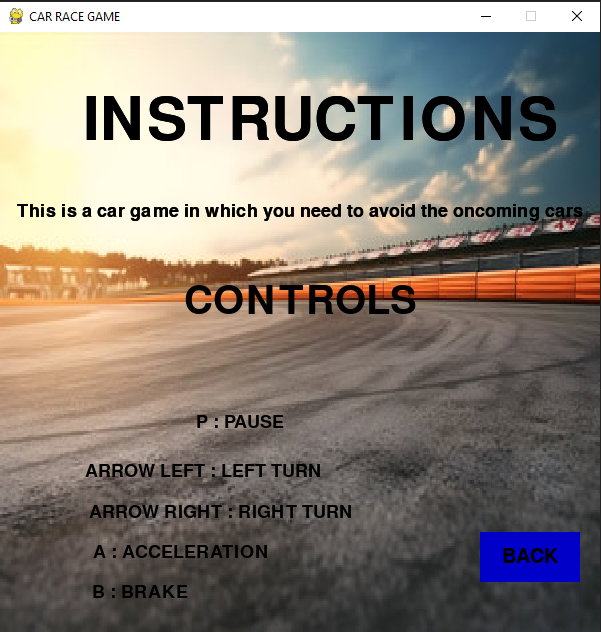 CAR RACE GAME
INSTRUCTIONS
This is a car game in which you need to avoid the oncoming cars
CONTROLS
P : PAUSE
ARROW LEFT : LEFT TURN
ARROW RIGHT : RIGHT TURN
A : ACCELERATION
B : BRAKE
BACK